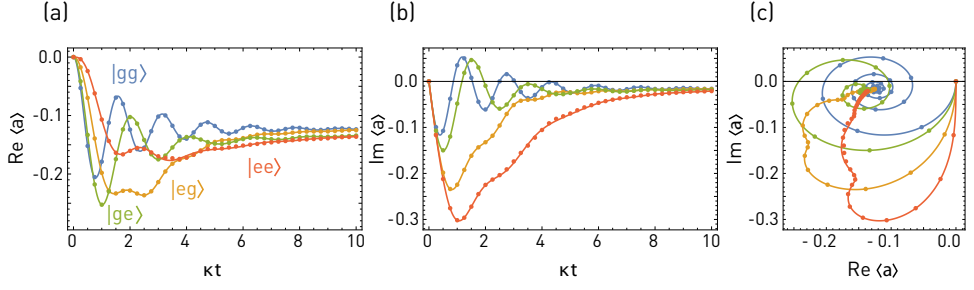 (a)
0.0
-0.1
-0.2
Re ⟨a⟩
|gg⟩
|ee⟩
|eg⟩
|ge⟩
0 2 4 6 8 10
κt
(b)
0.0
-0.1
-0.2
-0.3
Im ⟨a⟩
0 2 4 6 8 10
κt
(c)
0.0
-0.1
-0.2
-0.3
Im ⟨a⟩
-0.2 -0.1 0.0
Re ⟨a⟩